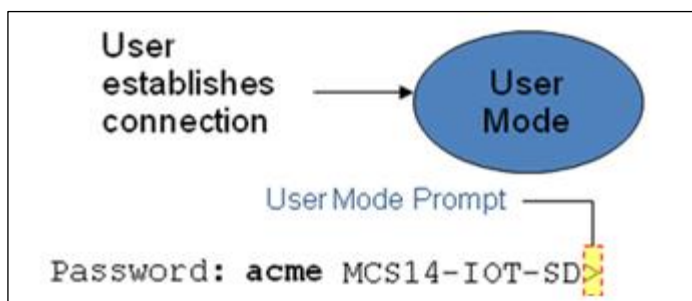 User
establishes
connection
User
Mode
User Mode Prompt
Password: acme MCS14-IOT-SD>